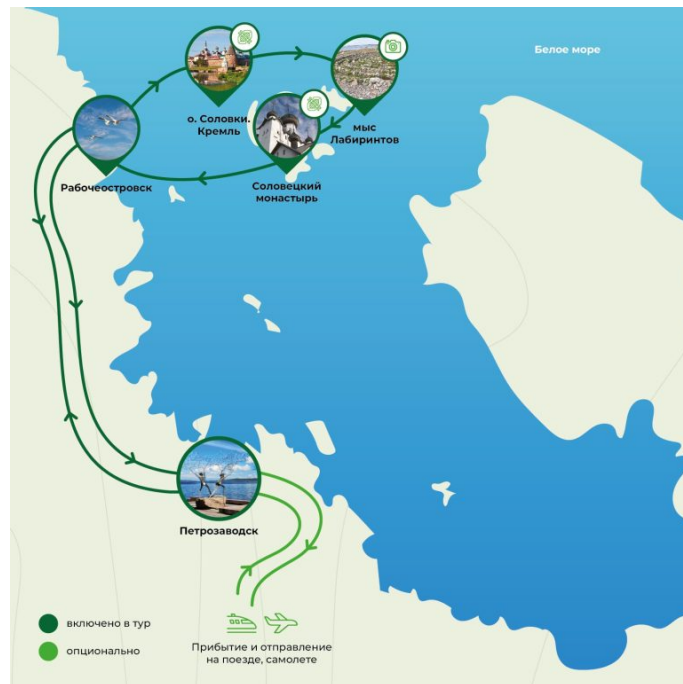 Белое море
о. Соловки.
Кремль
мыс
Лабиринтов
Рабочеостровск
Соловецкий
монастырь
Петрозаводск
включено в тур
опционально
Прибытие и отправление
на поезде, самолете